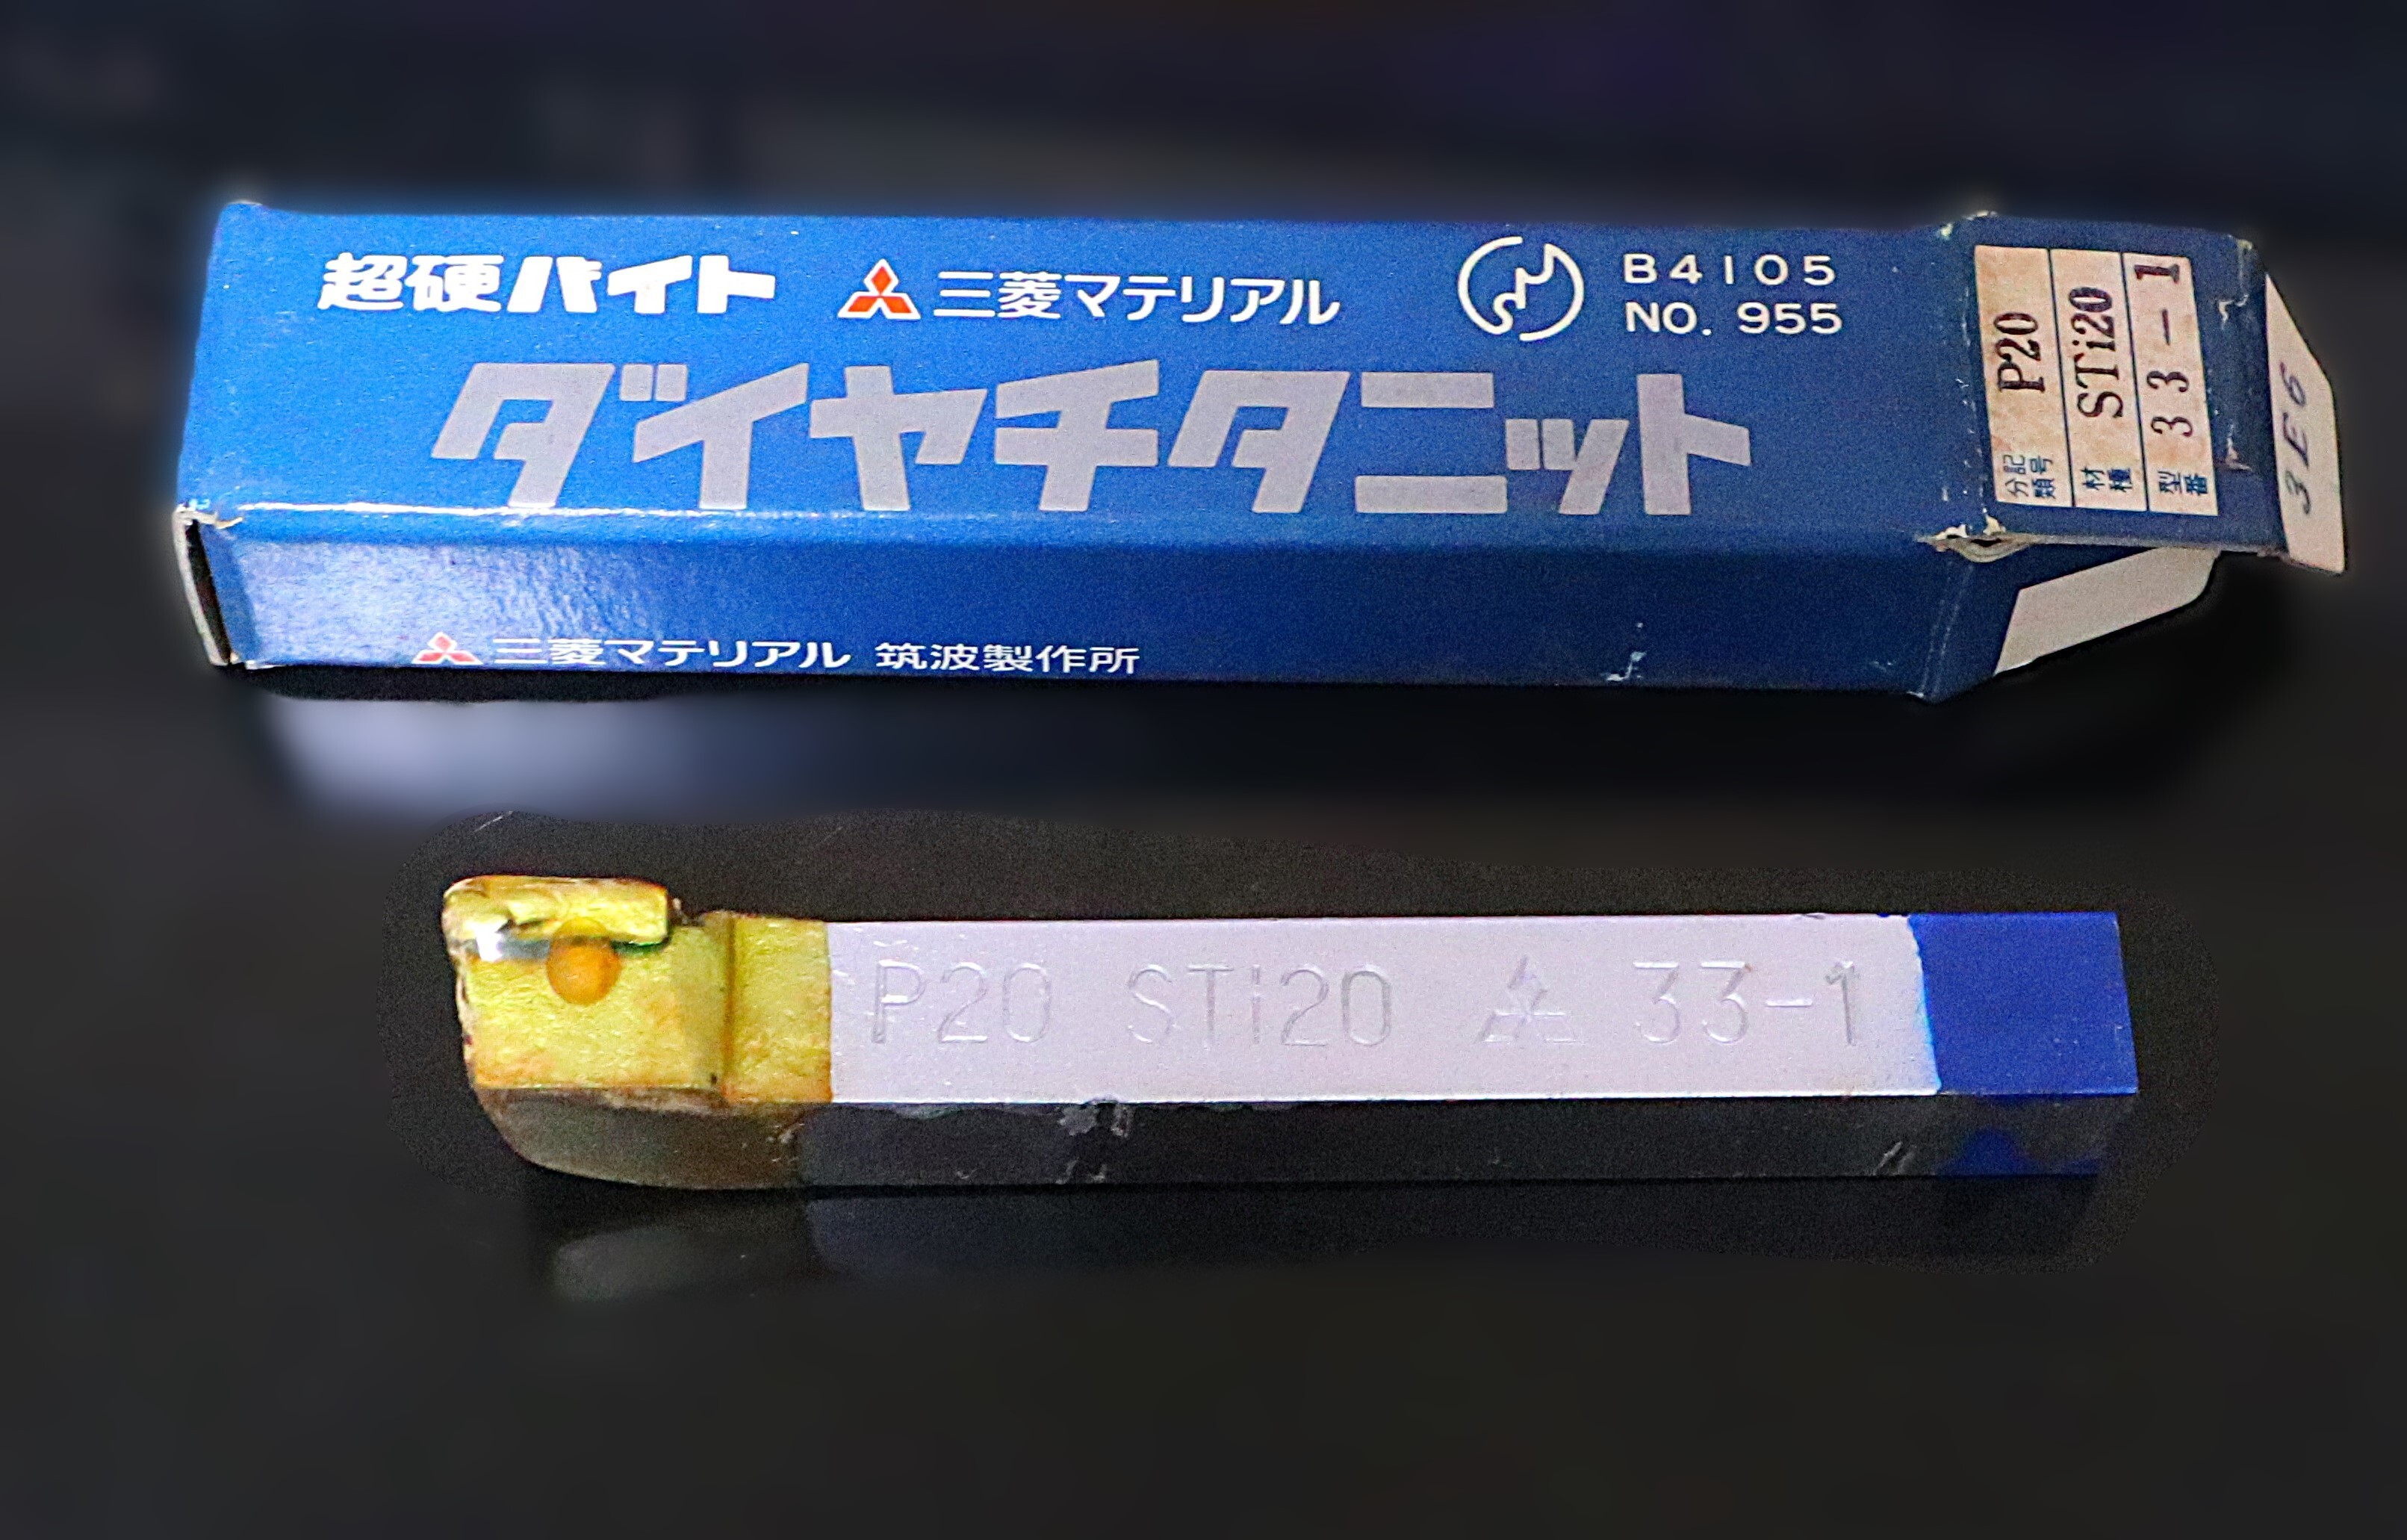 超硬バイト 三菱マテリアル
B4105
NO. 955
ダイヤチタニット
三菱マテリアル 筑波製作所
分類記号 P20
材種 STi20
型番 33-1
3E6
P20 STi20 33-1